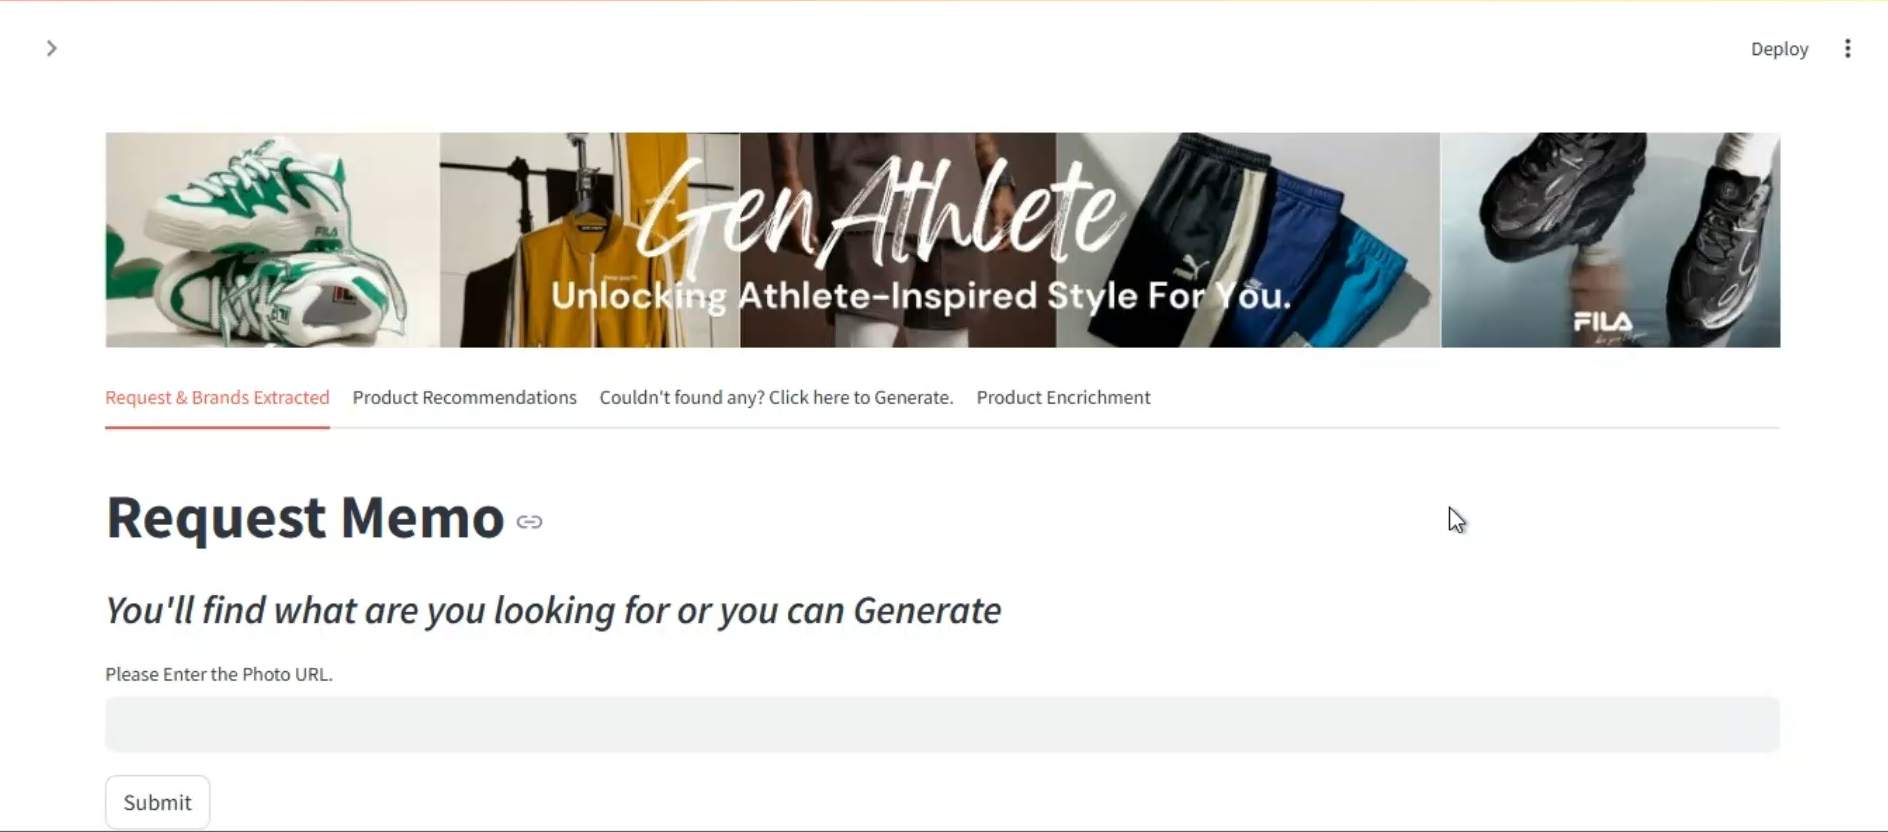 Deploy
GenAthlete
Unlocking Athlete-Inspired Style For You.
FILA
FILA
Request & Brands Extracted
Product Recommendations
Couldn't found any? Click here to Generate.
Product Encrichment
Request Memo
You'll find what are you looking for or you can Generate
Please Enter the Photo URL.
Submit